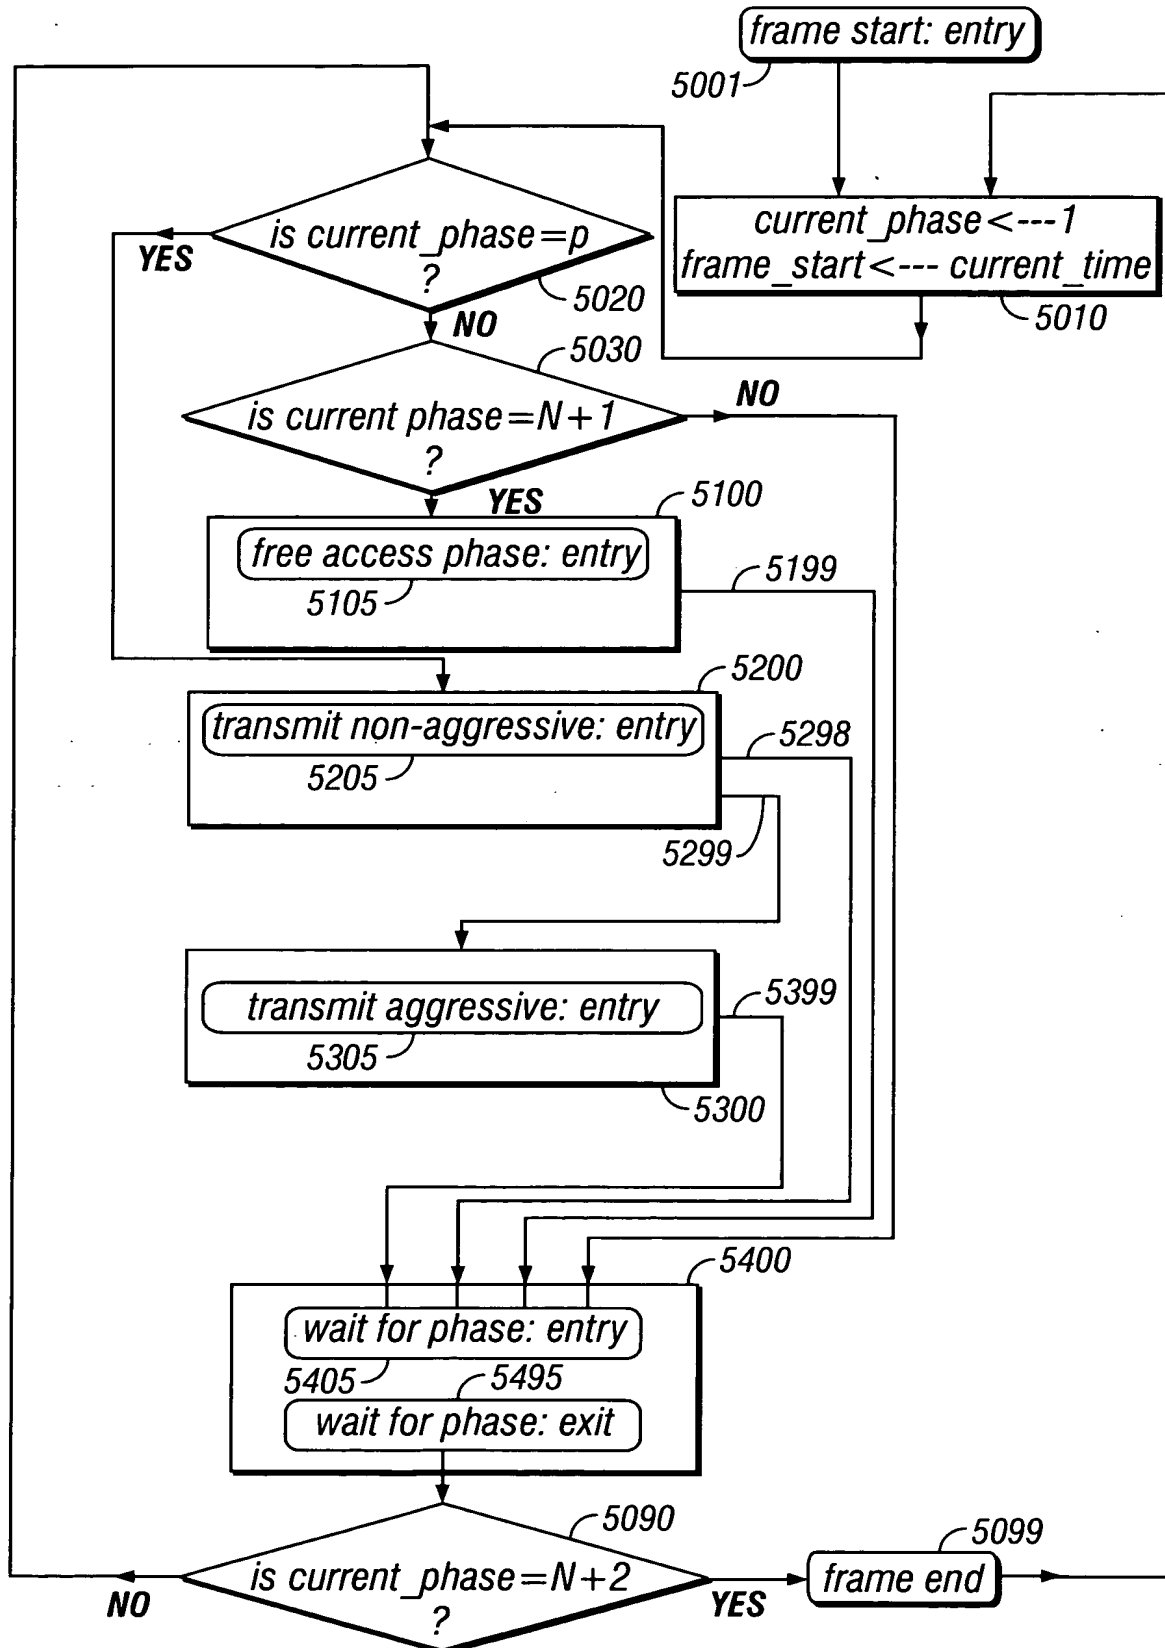 frame start: entry
5001
current_phase<---1
frame_start<--- current_time
5010
is current_phase=p
?
YES
5020
NO
5030
is current phase=N+1
?
NO
YES
5100
free access phase: entry
5105
5199
5200
transmit non-aggressive: entry
5205
5298
5299
transmit aggressive: entry
5305
5399
5300
5400
wait for phase: entry
5405
5495
wait for phase: exit
5090
is current_phase=N+2
?
NO
YES
5099
frame end